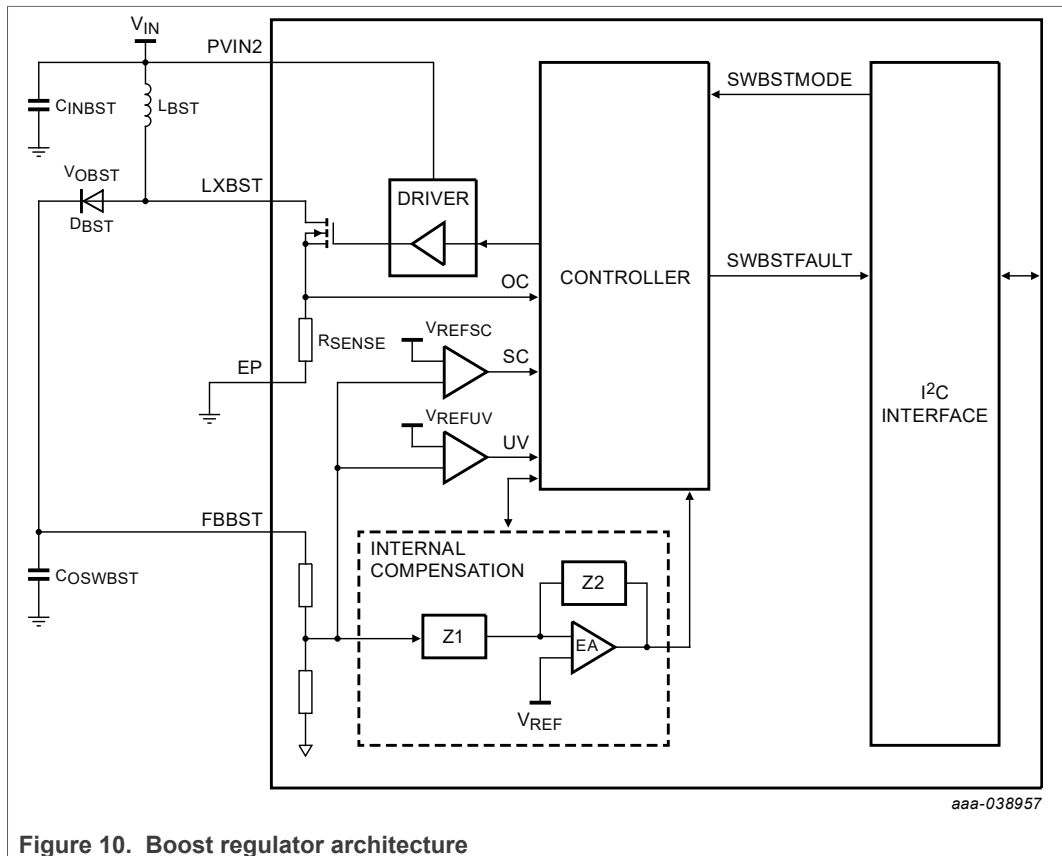 VIN
PVIN2
CINBST
LBST
VOBST
DBST
LXBST
DRIVER
CONTROLLER
SWBSTMODE
SWBSTFAULT
I2C
INTERFACE
OC
RSENSE
EP
VREFSC
SC
VREFUV
UV
FBBST
COSWBST
INTERNAL
COMPENSATION
Z1
Z2
EA
VREF
aaa-038957
Figure 10. Boost regulator architecture